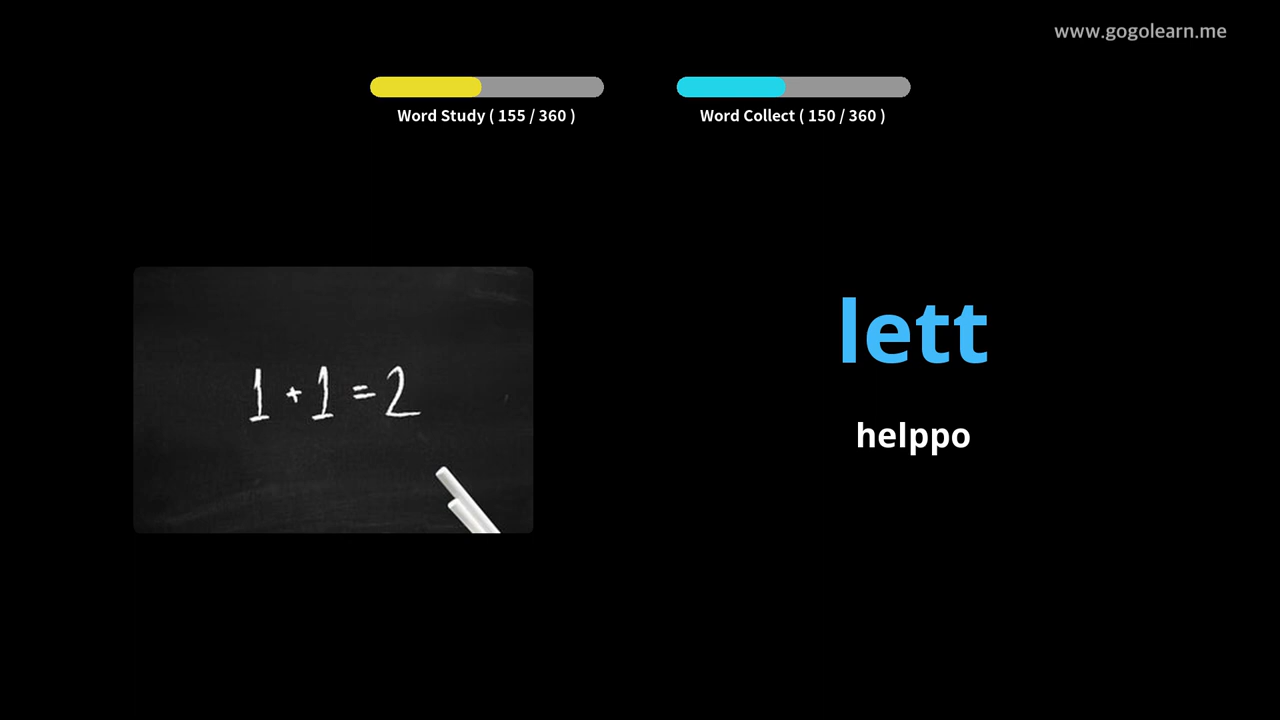 www.gogolearn.me
Word Study ( 155 / 360 )
Word Collect ( 150 / 360 )
1 + 1 = 2
lett
helppo